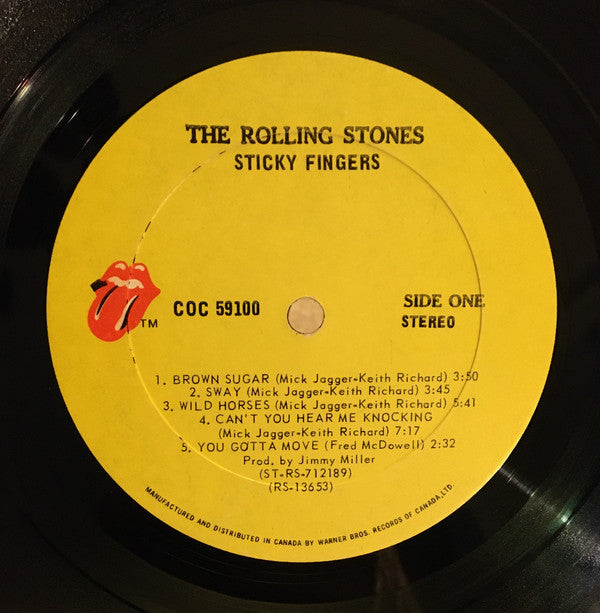 THE ROLLING STONES
STICKY FINGERS
TM
COC 59100
SIDE ONE
STEREO
1. BROWN SUGAR (Mick Jagger-Keith Richard) 3:50
2. SWAY (Mick Jagger-Keith Richard) 3:45
3. WILD HORSES (Mick Jagger-Keith Richard) 5:41
4. CAN'T YOU HEAR ME KNOCKING
(Mick Jagger-Keith Richard) 7:17
5. YOU GOTTA MOVE (Fred McDowell) 2:32
Prod. by Jimmy Miller
(ST-RS-712189)
(RS-13653)
MANUFACTURED AND DISTRIBUTED IN CANADA BY WARNER BROS. RECORDS OF CANADA, LTD.